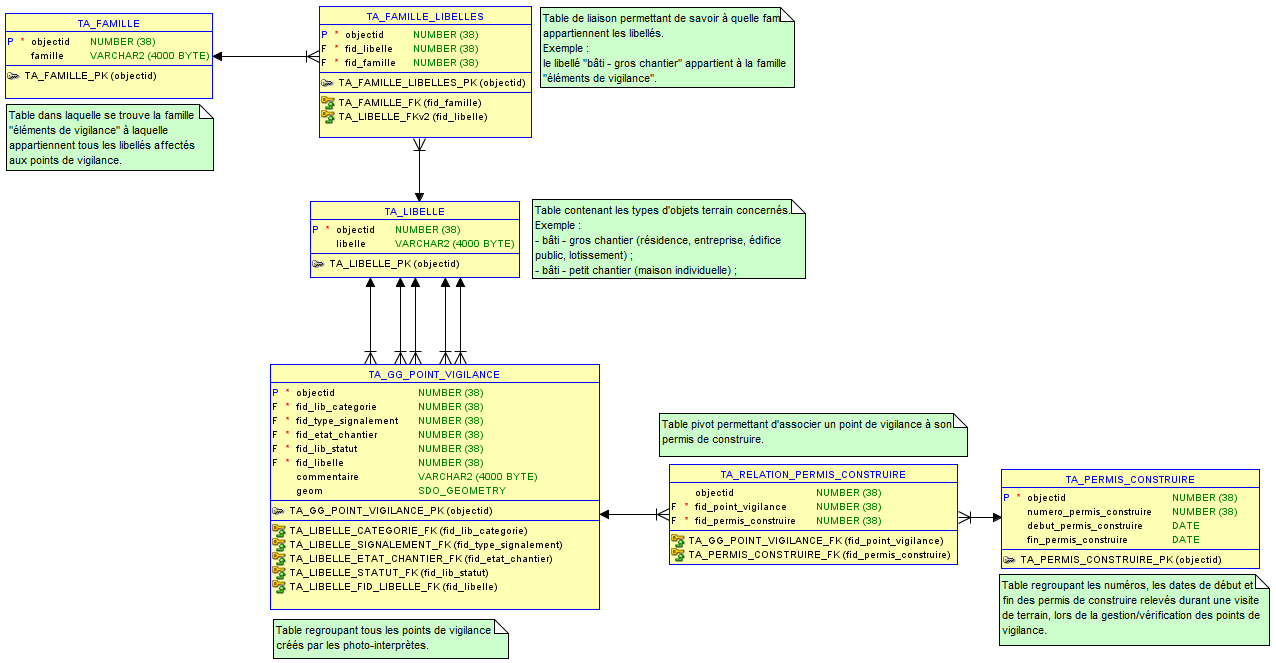 TA_FAMILLE
P * objectid NUMBER (38)
famille VARCHAR2 (4000 BYTE)
TA_FAMILLE_PK (objectid)
Table dans laquelle se trouve la famille
"éléments de vigilance" à laquelle
appartiennent tous les libellés affectés
aux points de vigilance.
TA_FAMILLE_LIBELLES
P * objectid NUMBER (38)
F * fid_libelle NUMBER (38)
F * fid_famille NUMBER (38)
TA_FAMILLE_LIBELLES_PK (objectid)
TA_FAMILLE_FK (fid_famille)
TA_LIBELLE_FKv2 (fid_libelle)
Table de liaison permettant de savoir à quelle fam
appartiennent les libellés.
Exemple :
le libellé "bâti - gros chantier" appartient à la famille
"éléments de vigilance".
TA_LIBELLE
P * objectid NUMBER (38)
libelle VARCHAR2 (4000 BYTE)
TA_LIBELLE_PK (objectid)
Table contenant les types d'objets terrain concernés.
Exemple :
- bâti - gros chantier (résidence, entreprise, édifice
public, lotissement) ;
- bâti - petit chantier (maison individuelle) ;
TA_GG_POINT_VIGILANCE
P * objectid NUMBER (38)
F * fid_lib_categorie NUMBER (38)
F * fid_type_signalement NUMBER (38)
F * fid_etat_chantier NUMBER (38)
F * fid_lib_statut NUMBER (38)
F * fid_libelle NUMBER (38)
commentaire VARCHAR2 (4000 BYTE)
geom SDO_GEOMETRY
TA_GG_POINT_VIGILANCE_PK (objectid)
TA_LIBELLE_CATEGORIE_FK (fid_lib_categorie)
TA_LIBELLE_SIGNALEMENT_FK (fid_type_signalement)
TA_LIBELLE_ETAT_CHANTIER_FK (fid_etat_chantier)
TA_LIBELLE_STATUT_FK (fid_lib_statut)
TA_LIBELLE_FID_LIBELLE_FK (fid_libelle)
Table regroupant tous les points de vigilance
créés par les photo-interprètes.
Table pivot permettant d'associer un point de vigilance à son
permis de construire.
TA_RELATION_PERMIS_CONSTRUIRE
objectid NUMBER (38)
F * fid_point_vigilance NUMBER (38)
F * fid_permis_construire NUMBER (38)
TA_GG_POINT_VIGILANCE_FK (fid_point_vigilance)
TA_PERMIS_CONSTRUIRE_FK (fid_permis_construire)
TA_PERMIS_CONSTRUIRE
P * objectid NUMBER (38)
numero_permis_construire NUMBER (38)
debut_permis_construire DATE
fin_permis_construire DATE
TA_PERMIS_CONSTRUIRE_PK (objectid)
Table regroupant les numéros, les dates de début et
fin des permis de construire relevés durant une visite
de terrain, lors de la gestion/vérification des points de
vigilance.